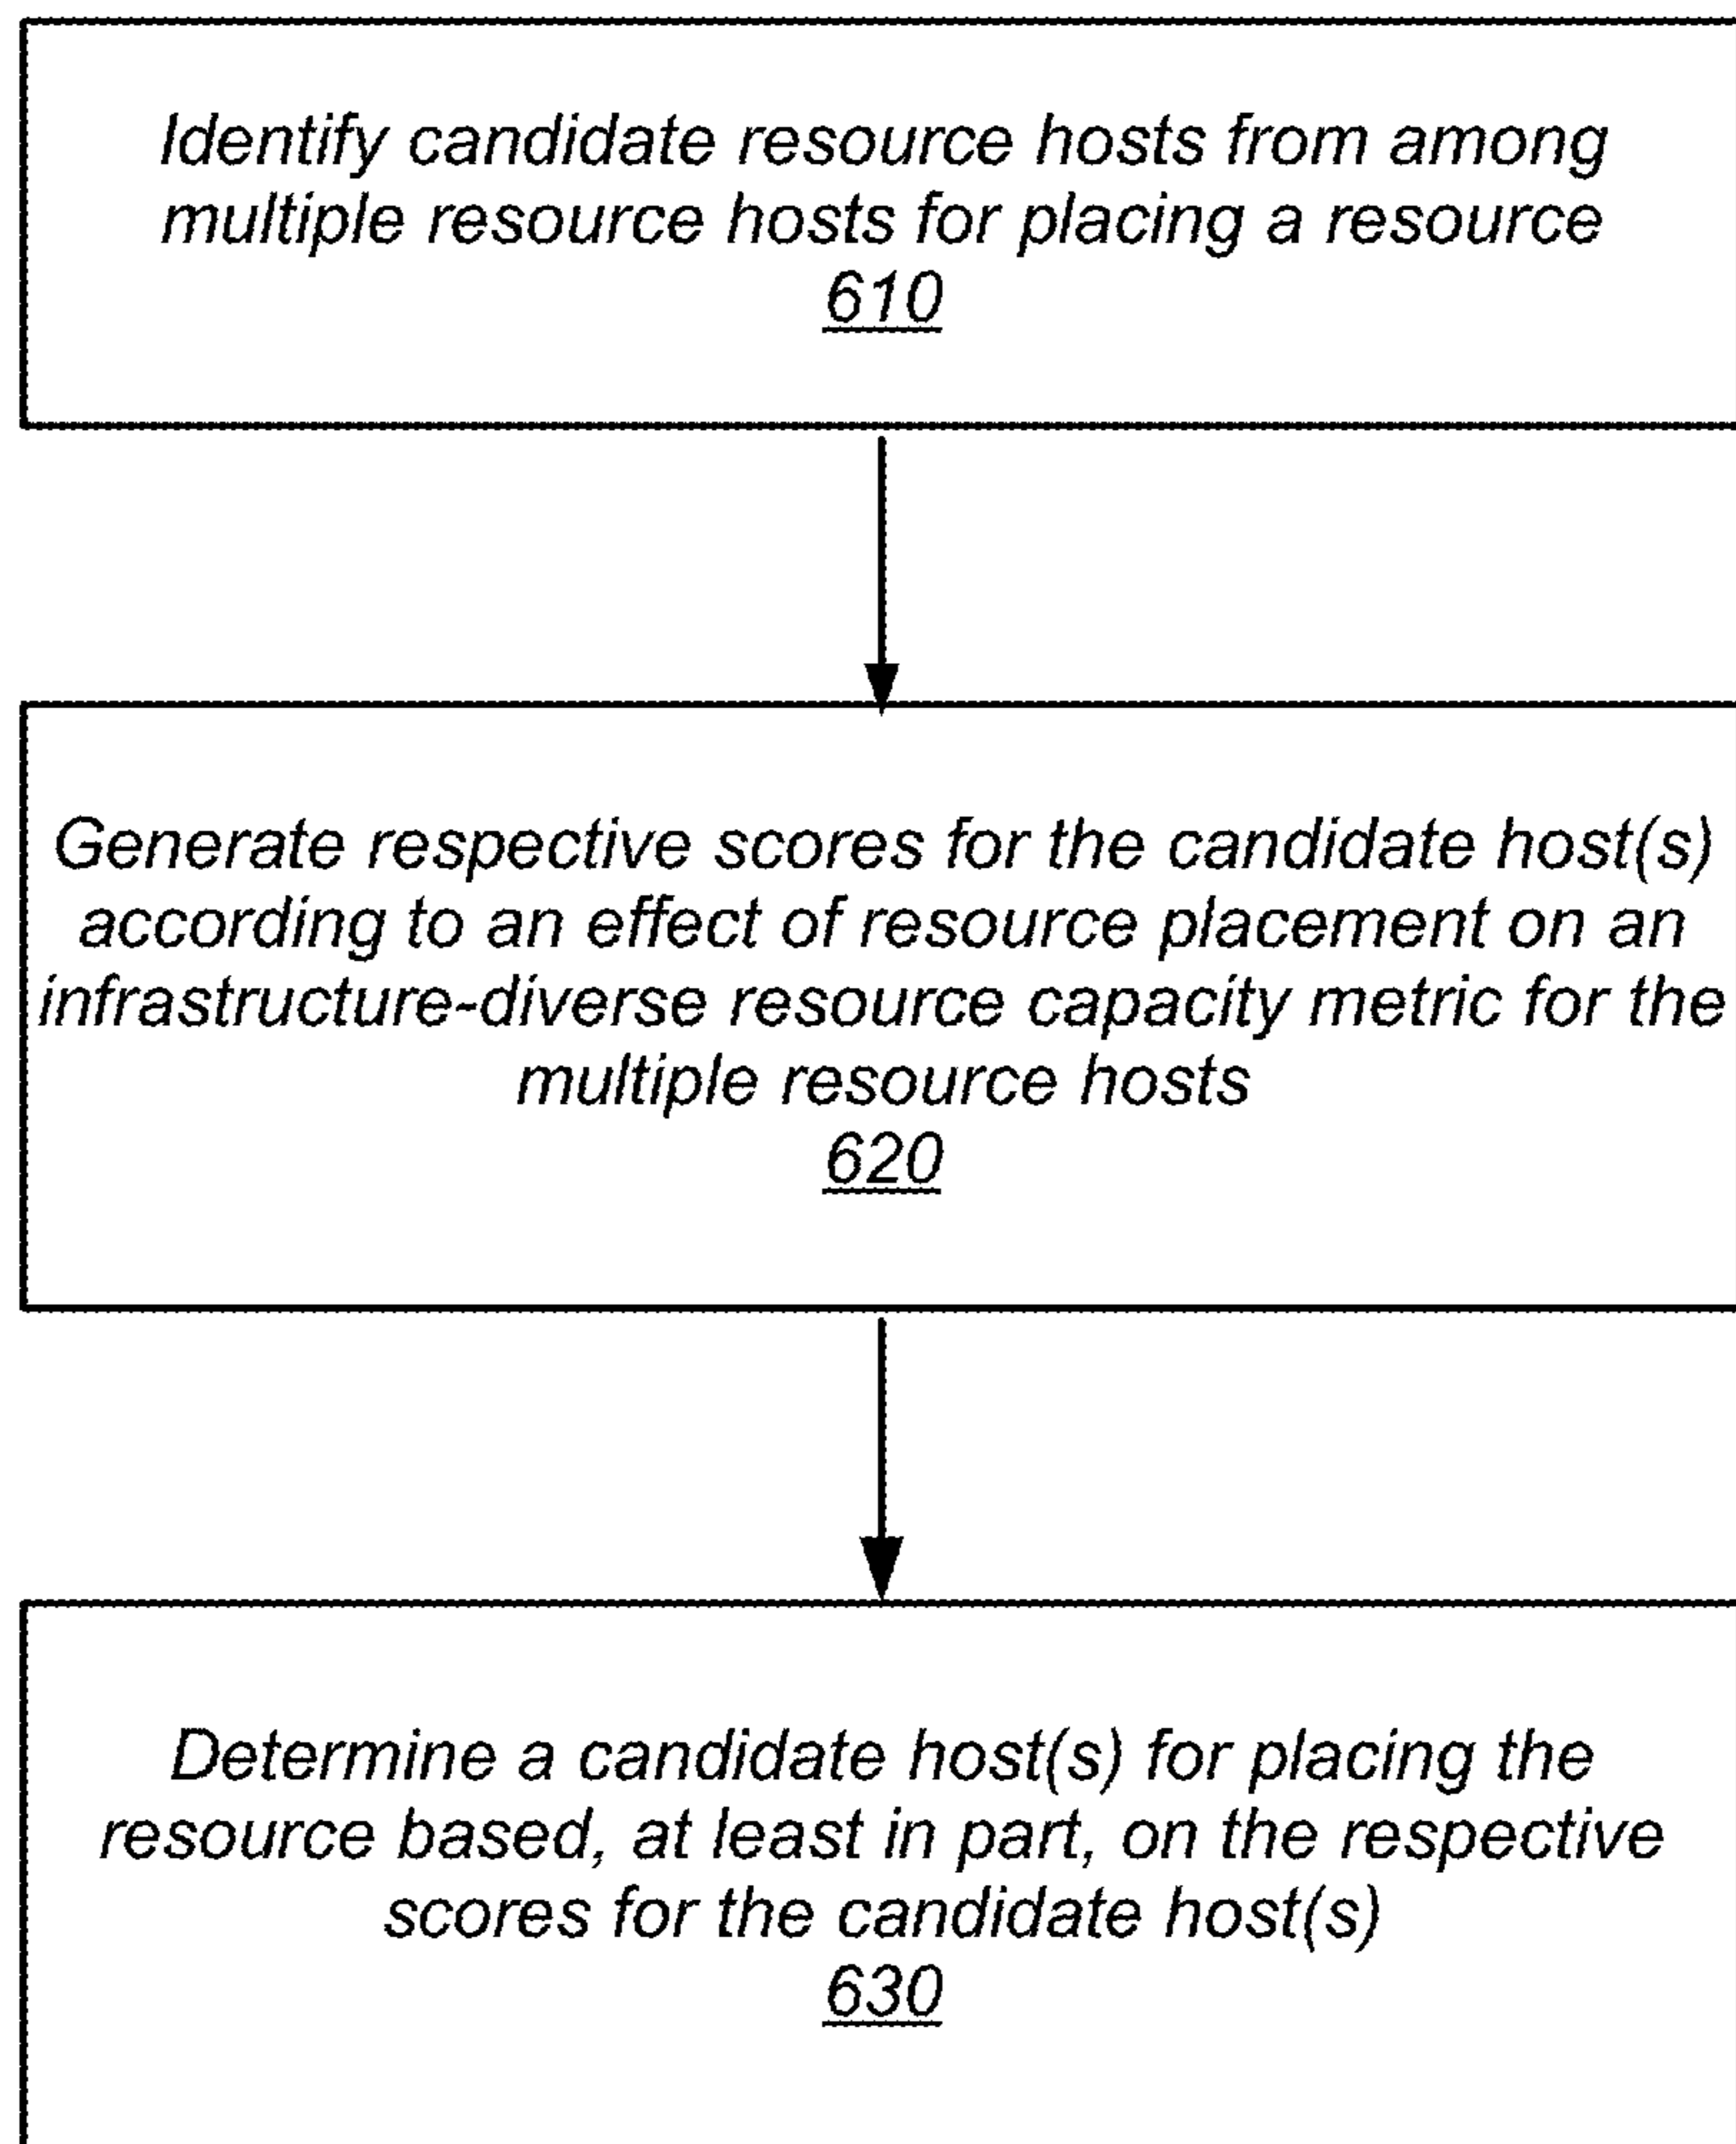 Identify candidate resource hosts from among
multiple resource hosts for placing a resource
610
Generate respective scores for the candidate host(s)
according to an effect of resource placement on an
infrastructure-diverse resource capacity metric for the
multiple resource hosts
620
Determine a candidate host(s) for placing the
resource based, at least in part, on the respective
scores for the candidate host(s)
630